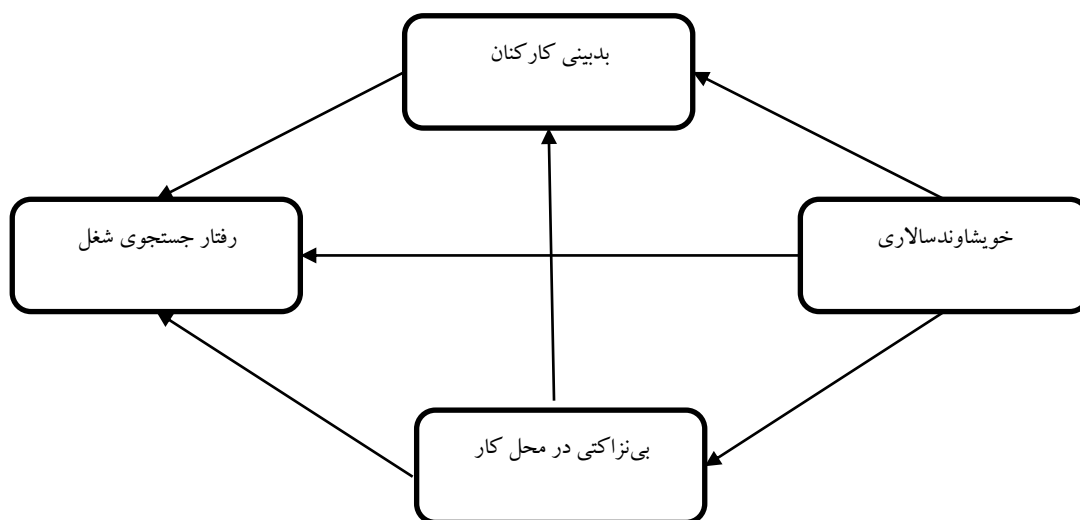 بدبینی کارکنان
خویشاوندسالاری
رفتار جستجوی شغل
بی‌نزاکتی در محل کار